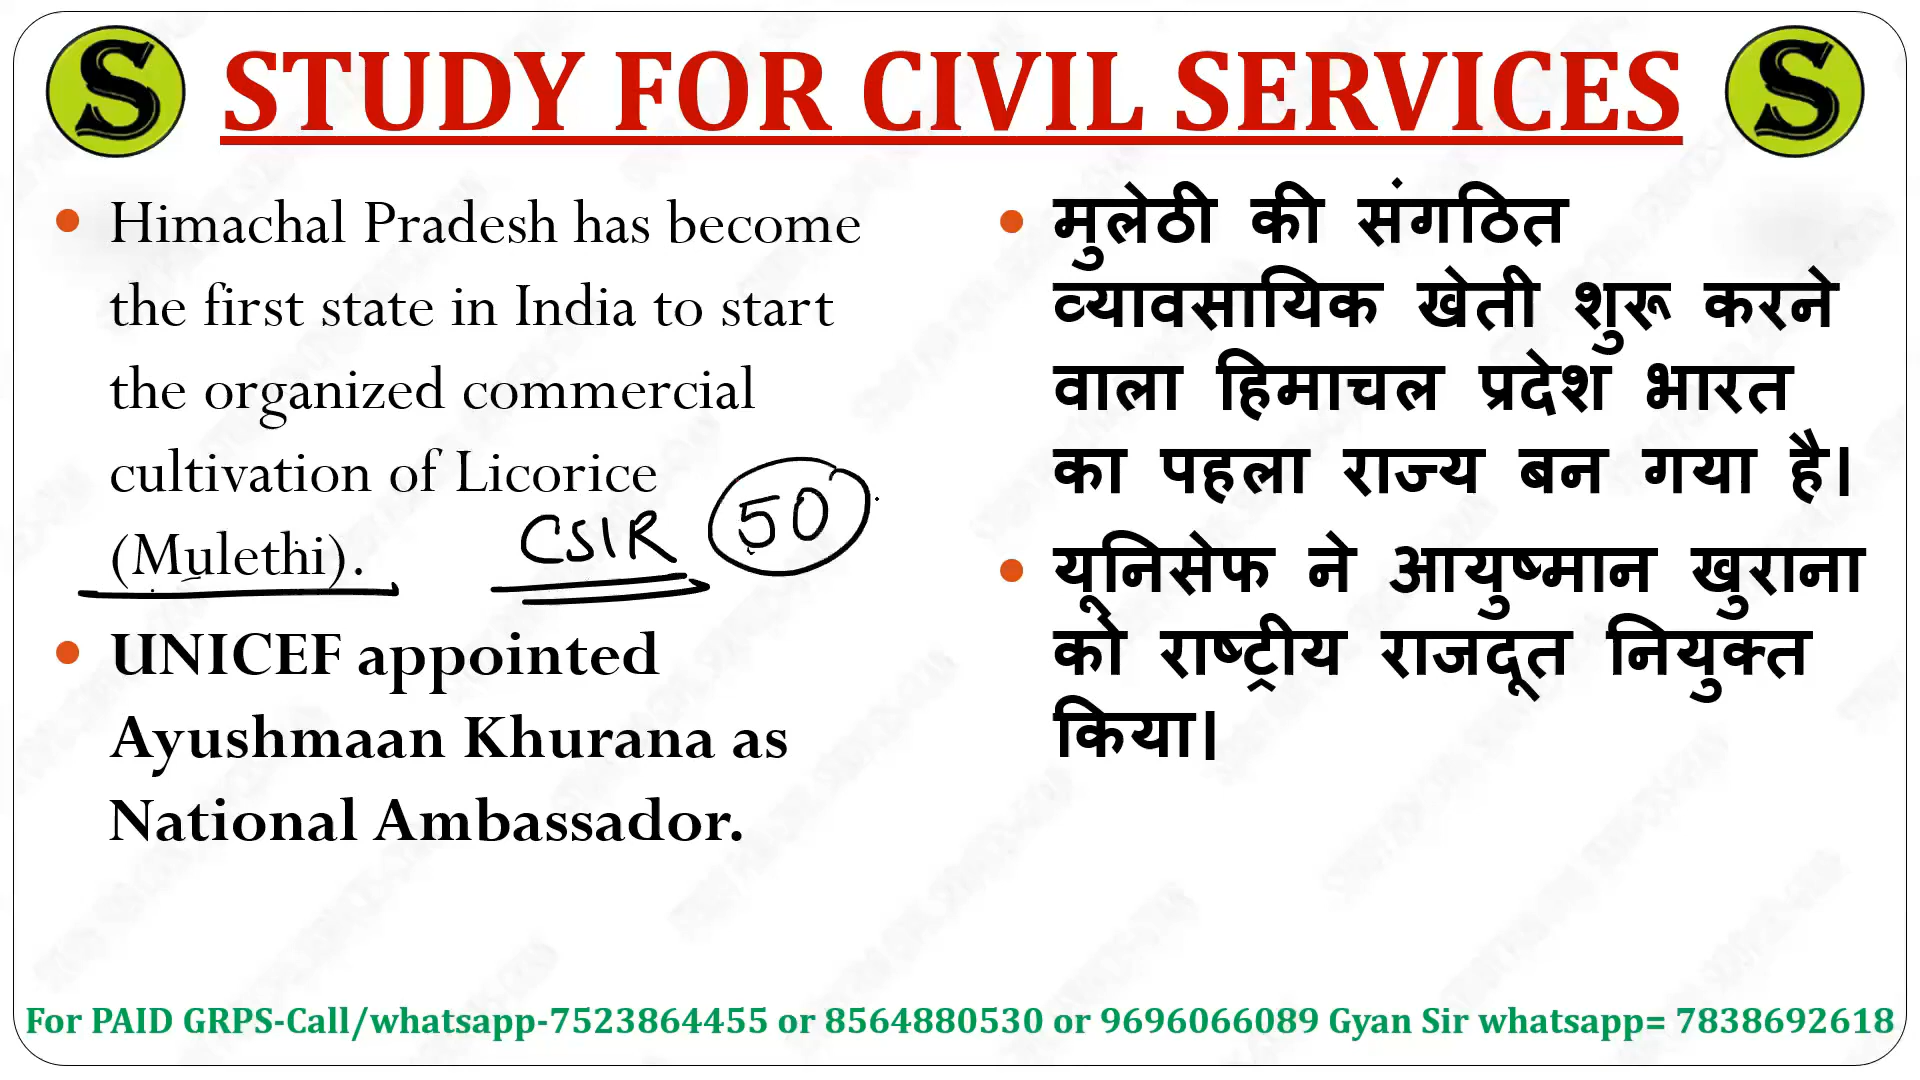 STUDY FOR CIVIL SERVICES
Himachal Pradesh has become
the first state in India to start
the organized commercial
cultivation of Licorice
(Mulethi).
CSIR 50
UNICEF appointed
Ayushmaan Khurana as
National Ambassador.
मुलेठी की संगठित
व्यावसायिक खेती शुरू करने
वाला हिमाचल प्रदेश भारत
का पहला राज्य बन गया है।
यूनिसेफ ने आयुष्मान खुराना
को राष्ट्रीय राजदूत नियुक्त
किया।
For PAID GRPS-Call/whatsapp-7523864455 or 8564880530 or 9696066089 Gyan Sir whatsapp= 7838692618